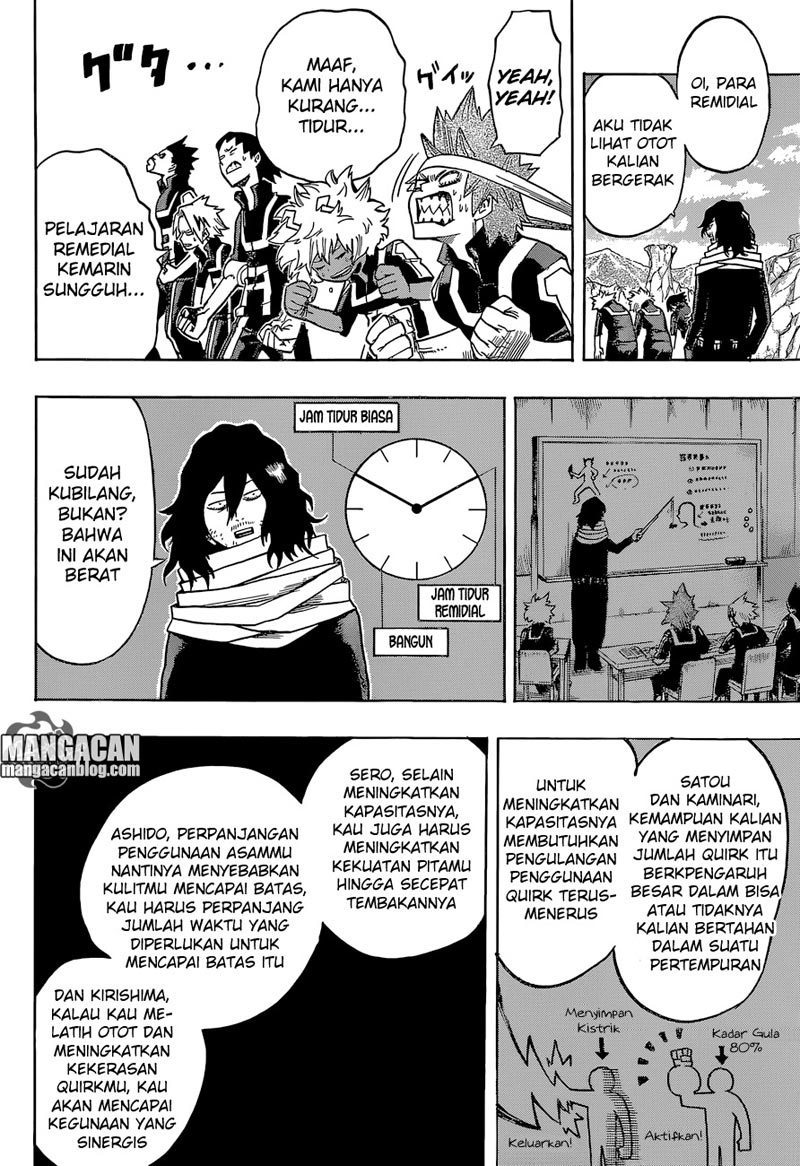 OI, PARA
REMIDIAL
AKU TIDAK
LIHAT OTOT
KALIAN
BERGERAK
YEAH,
YEAH!
グイッ
MAAF,
KAMI HANYA
KURANG...
TIDUR...
グタ...
PELAJARAN
REMEDIAL
KEMARIN
SUNGGUH...
JAM TIDUR BIASA
JAM TIDUR
REMIDIAL
BANGUN
SUDAH
KUBILANG,
BUKAN?
BAHWA
INI AKAN
BERAT
SATOU
DAN KAMINARI,
KEMAMPUAN KALIAN
YANG MENYIMPAN
JUMLAH QUIRK ITU
BERKPENGARUH
BESAR DALAM BISA
ATAU TIDAKNYA
KALIAN BERTAHAN
DALAM SUATU
PERTEMPURAN
UNTUK
MENINGKATKAN
KAPASITASNYA
MEMBUTUHKAN
PENGULANGAN
PENGGUNAAN
QUIRK TERUS-
MENERUS
Menyimpan
Kistrik
Kadar Gula
80%
Keluarkan!
Aktifkan!
SERO, SELAIN
MENINGKATKAN
KAPASITASNYA,
KAU JUGA HARUS
MENINGKATKAN
KEKUATAN PITAMU
HINGGA SECEPAT
TEMBAKANNYA
ASHIDO, PERPANJANGAN
PENGGUNAAN ASAMMU
NANTINYA MENYEBABKAN
KULITMU MENCAPAI BATAS,
KAU HARUS PERPANJANG
JUMLAH WAKTU YANG
DIPERLUKAN UNTUK
MENCAPAI BATAS ITU
DAN KIRISHIMA,
KALAU KAU ME-
LATIH OTOT DAN
MENINGKATKAN
KEKERASAN
QUIRKMU, KAU
AKAN MENCAPAI
KEGUNAAN YANG
SINERGIS
MANGACAN
mangacanblog.com